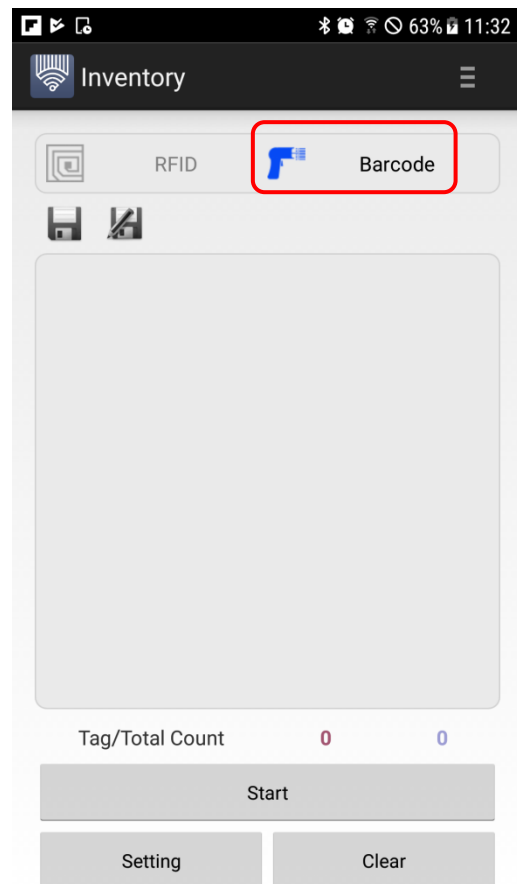 63% 11:32
Inventory
RFID Barcode
Tag/Total Count 0 0
Start
Setting Clear